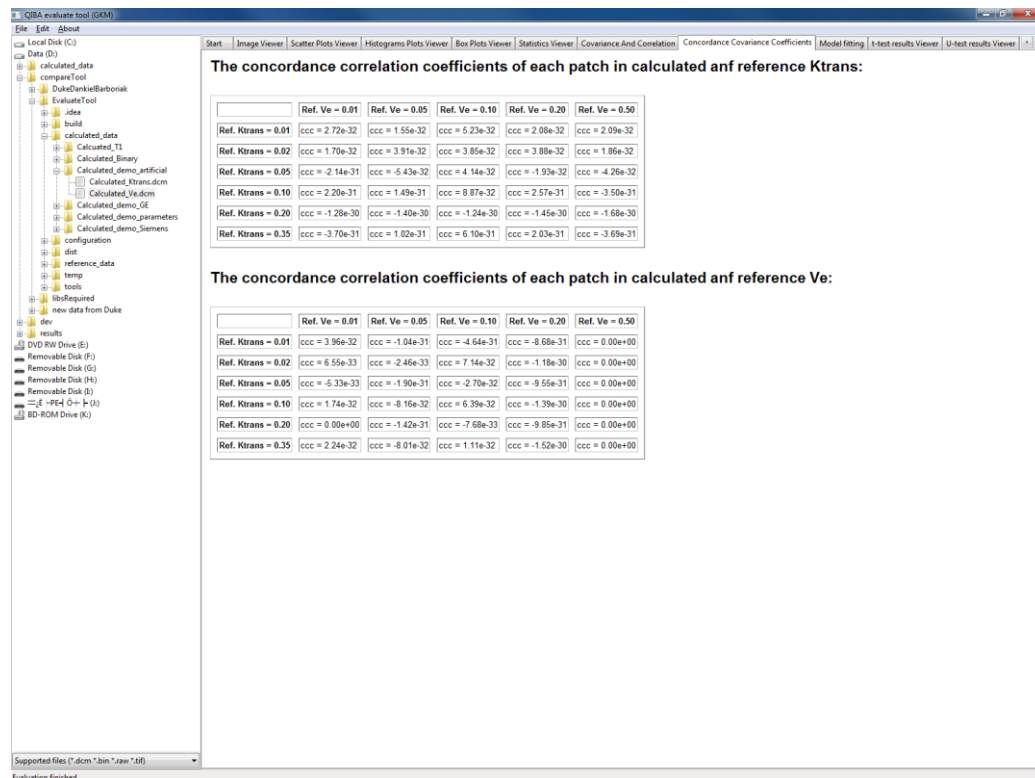 QIBA evaluate tool (GKM)
File Edit About
Start Image Viewer Scatter Plots Viewer Histograms Plots Viewer Box Plots Viewer Statistics Viewer Covariance And Correlation Concordance Covariance Coefficients Model fitting t-test results Viewer U-test results Viewer
Local Disk (C:)
Data (D:)
calculated_data
compareTool
DukeDankielBarboriak
EvaluateTool
.idea
build
calculated_data
Calcuated_T1
Calculated_Binary
Calculated_demo_artificial
Calculated_Ktrans.dcm
Calculated_Ve.dcm
Calculated_demo_GE
Calculated_demo_parameters
Calculated_demo_Siemens
configuration
dist
reference_data
temp
tools
libsRequired
new data from Duke
dev
results
DVD RW Drive (E:)
Removable Disk (F:)
Removable Disk (G:)
Removable Disk (H:)
Removable Disk (I:)
BD-ROM Drive (K:)
Supported files (*.dcm *.bin *.raw *.tif)
The concordance correlation coefficients of each patch in calculated anf reference Ktrans:
Ref. Ve = 0.01 Ref. Ve = 0.05 Ref. Ve = 0.10 Ref. Ve = 0.20 Ref. Ve = 0.50
Ref. Ktrans = 0.01 ccc = 2.72e-32 ccc = 1.55e-32 ccc = 5.23e-32 ccc = 2.08e-32 ccc = 2.09e-32
Ref. Ktrans = 0.02 ccc = 1.70e-32 ccc = 3.91e-32 ccc = 3.85e-32 ccc = 3.88e-32 ccc = 1.86e-32
Ref. Ktrans = 0.05 ccc = -2.14e-31 ccc = -5.43e-32 ccc = 4.14e-32 ccc = -1.93e-32 ccc = -4.26e-32
Ref. Ktrans = 0.10 ccc = 2.20e-31 ccc = 1.49e-31 ccc = 8.87e-32 ccc = 2.57e-31 ccc = -3.50e-31
Ref. Ktrans = 0.20 ccc = -1.28e-30 ccc = -1.40e-30 ccc = -1.24e-30 ccc = -1.45e-30 ccc = -1.68e-30
Ref. Ktrans = 0.35 ccc = -3.70e-31 ccc = 1.02e-31 ccc = 6.10e-31 ccc = 2.03e-31 ccc = -3.69e-31
The concordance correlation coefficients of each patch in calculated anf reference Ve:
Ref. Ve = 0.01 Ref. Ve = 0.05 Ref. Ve = 0.10 Ref. Ve = 0.20 Ref. Ve = 0.50
Ref. Ktrans = 0.01 ccc = 3.96e-32 ccc = -1.04e-31 ccc = -4.64e-31 ccc = -8.68e-31 ccc = 0.00e+00
Ref. Ktrans = 0.02 ccc = 6.55e-33 ccc = -2.46e-33 ccc = 7.14e-32 ccc = -1.18e-30 ccc = 0.00e+00
Ref. Ktrans = 0.05 ccc = -5.33e-33 ccc = -1.90e-31 ccc = -2.70e-32 ccc = -9.55e-31 ccc = 0.00e+00
Ref. Ktrans = 0.10 ccc = 1.74e-32 ccc = -8.16e-32 ccc = 6.39e-32 ccc = -1.39e-30 ccc = 0.00e+00
Ref. Ktrans = 0.20 ccc = 0.00e+00 ccc = -1.42e-31 ccc = -7.68e-33 ccc = -9.85e-31 ccc = 0.00e+00
Ref. Ktrans = 0.35 ccc = 2.24e-32 ccc = -8.01e-32 ccc = 1.11e-32 ccc = -1.52e-30 ccc = 0.00e+00
Evaluation finished